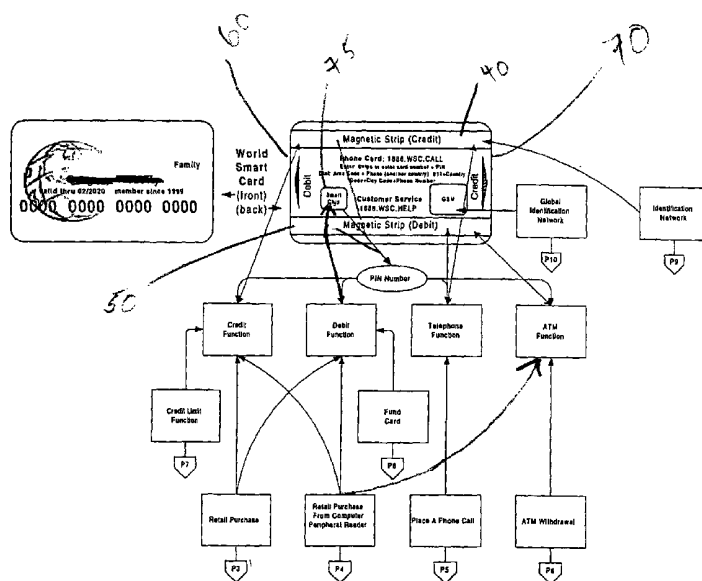 60
75
40
70
50
Family
valid thru 02/2020 member since 1999
0000 0000 0000 0000
World
Smart
Card
(front)
(back)
Magnetic Strip (Credit)
Phone Card: 1888.WSC.CALL
Debit
Smart
Chip
Customer Service
1888.WSC.HELP
GSM
Credit
Magnetic Strip (Debit)
Global
Identification
Network
P10
Identification
Network
P9
PIN Number
Credit
Function
Debit
Function
Telephone
Function
ATM
Function
Credit Limit
Function
P7
Fund
Card
P8
Retail Purchase
P3
Retail Purchase
From Computer
Peripheral Reader
P4
Place A Phone Call
P5
ATM Withdrawal
P6